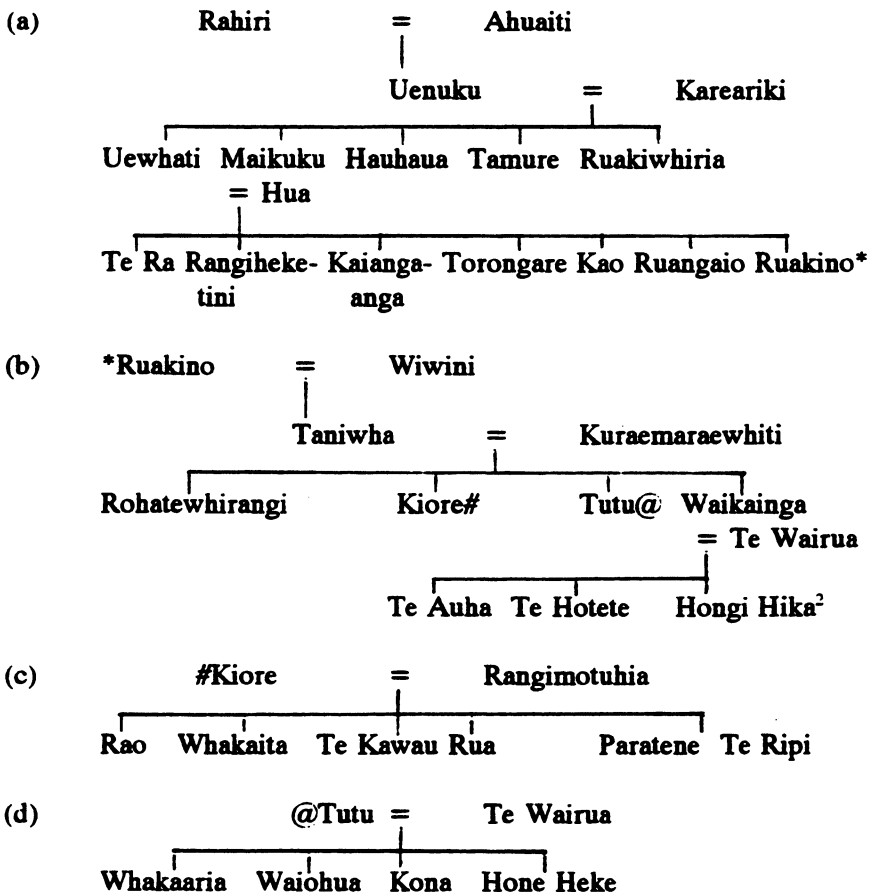 (a) Rahiri = Ahuaiti
Uenuku = Kareariki
Uewhati Maikuku Hauhaua Tamure Ruakiwhiria
= Hua
Te Ra Rangiheke- Kaianga- Torongare Kao Ruangaio Ruakino*
tini anga
(b) *Ruakino = Wiwini
Taniwha = Kuraemaraewhiti
Rohatewhirangi Kiore# Tutu@ Waikainga
= Te Wairua
Te Auha Te Hotete Hongi Hika²
(c) #Kiore = Rangimotuhia
Rao Whakaita Te Kawau Rua Paratene Te Ripi
(d) @Tutu = Te Wairua
Whakaaria Waiohua Kona Hone Heke